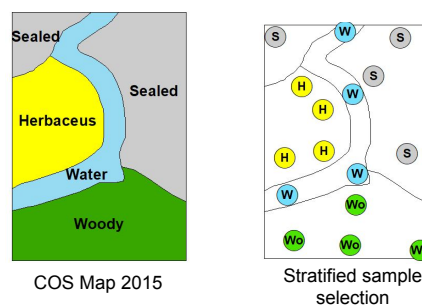 Sealed
Sealed
Herbaceus
Water
Woody
COS Map 2015
W
S
S
W
H
H
S
H
H
W
W
Wo
Wo
Wo
W
Stratified sample
selection